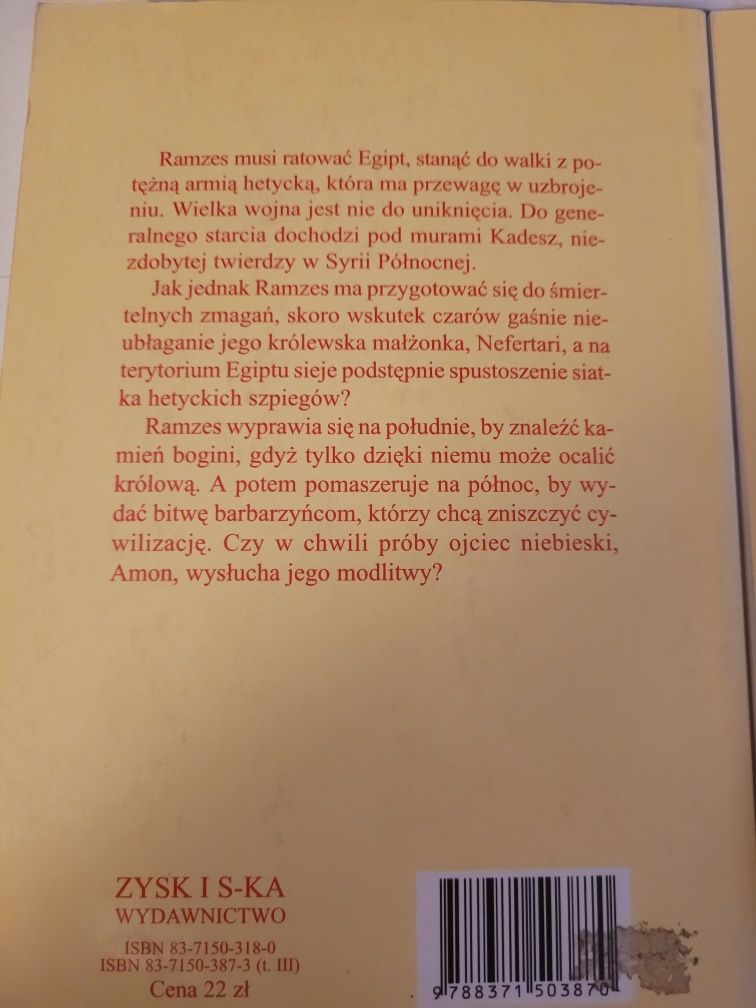 Ramzes musi ratować Egipt, stanąć do walki z po-
tężną armią hetycką, która ma przewagę w uzbroje-
niu. Wielka wojna jest nie do uniknięcia. Do gene-
ralnego starcia dochodzi pod murami Kadesz, nie-
zdobytej twierdzy w Syrii Północnej.
Jak jednak Ramzes ma przygotować się do śmier-
telnych zmagań, skoro wskutek czarów gaśnie nie-
ubłaganie jego królewska małżonka, Nefertari, a na
terytorium Egiptu sieje podstępnie spustoszenie siat-
ka hetyckich szpiegów?
Ramzes wyprawia się na południe, by znaleźć ka-
mień bogini, gdyż tylko dzięki niemu może ocalić
królową. A potem pomaszeruje na północ, by wy-
dać bitwę barbarzyńcom, którzy chcą zniszczyć cy-
wilizację. Czy w chwili próby ojciec niebieski,
Amon, wysłucha jego modlitwy?
ZYSK I S-KA
WYDAWNICTWO
ISBN 83-7150-318-0
ISBN 83-7150-387-3 (t. III)
Cena 22 zł
9 788371 503870